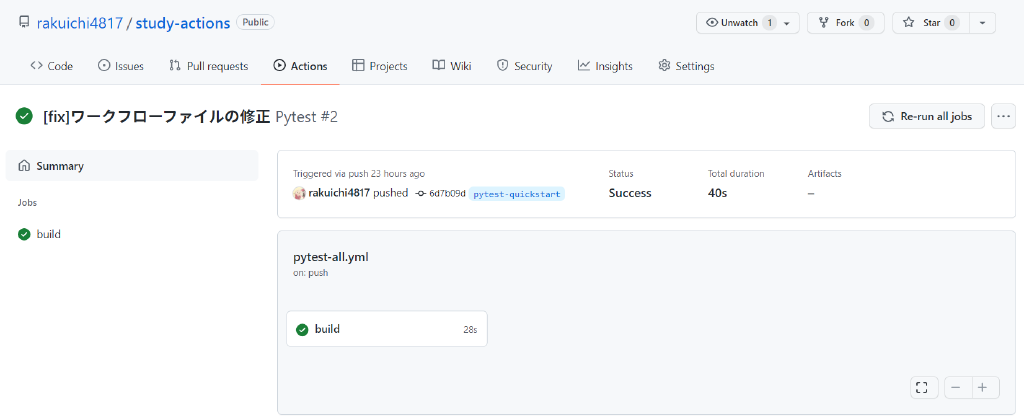 rakuichi4817 / study-actions Public
Unwatch 1
Fork 0
Star 0
Code Issues Pull requests Actions Projects Wiki Security Insights Settings
[fix]ワークフローファイルの修正 Pytest #2
Re-run all jobs
Summary
Jobs
build
Triggered via push 23 hours ago
rakuichi4817 pushed 6d7b09d pytest-quickstart
Status
Success
Total duration
40s
Artifacts
–
pytest-all.yml
on: push
build 28s